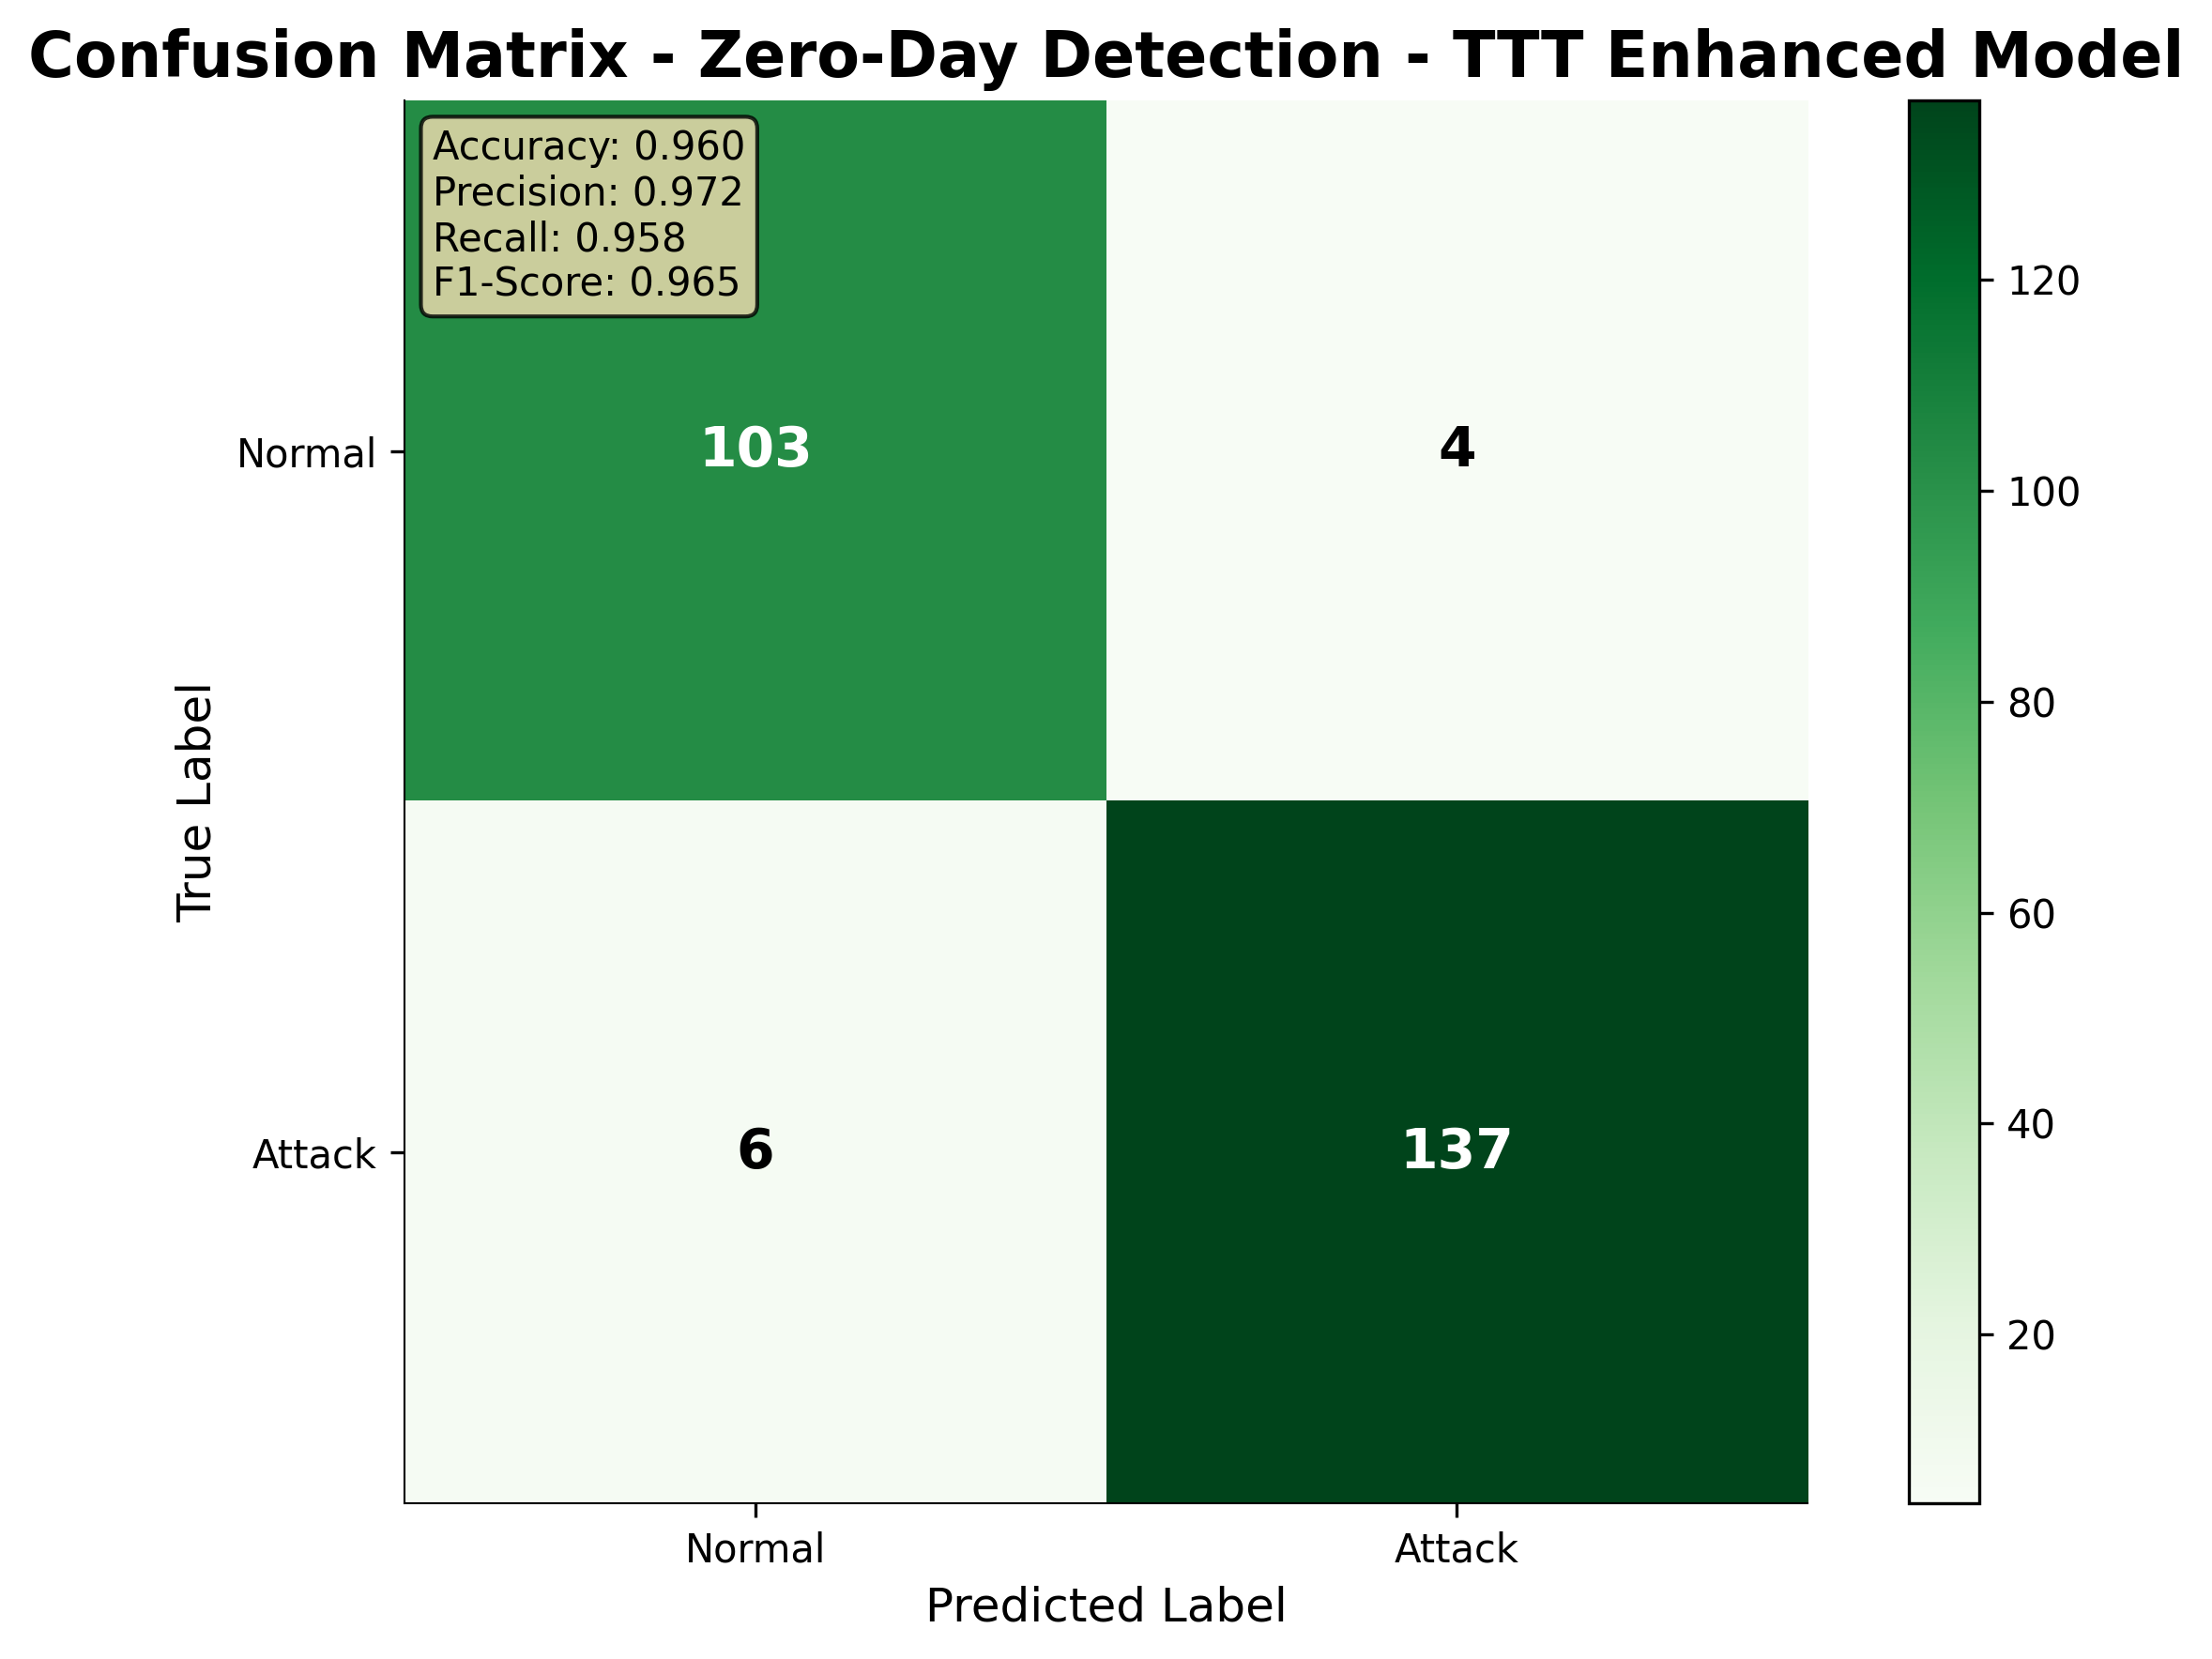 Confusion Matrix - Zero-Day Detection - TTT Enhanced Model
Accuracy: 0.960
Precision: 0.972
Recall: 0.958
F1-Score: 0.965
Normal
103
4
Attack
6
137
True Label
Normal
Attack
Predicted Label
120
100
80
60
40
20